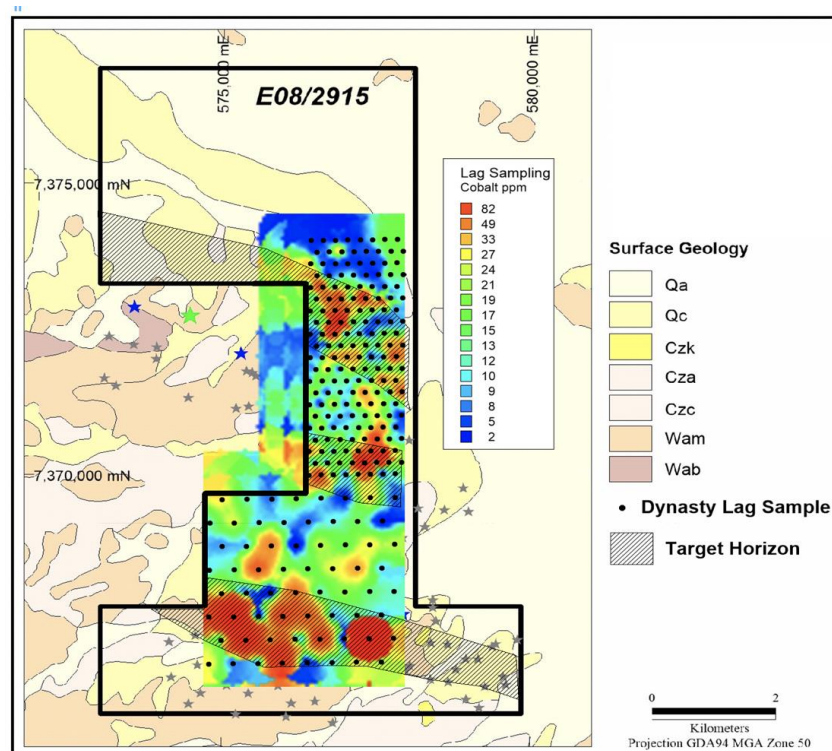 "
575,000 mE
580,000 mE
E08/2915
7,375,000 mN
7,370,000 mN
Lag Sampling
Cobalt ppm
82
49
33
27
24
21
19
17
15
13
12
10
9
8
5
2
Surface Geology
Qa
Qc
Czk
Cza
Czc
Wam
Wab
Dynasty Lag Sample
Target Horizon
0 2
Kilometers
Projection GDA94 MGA Zone 50